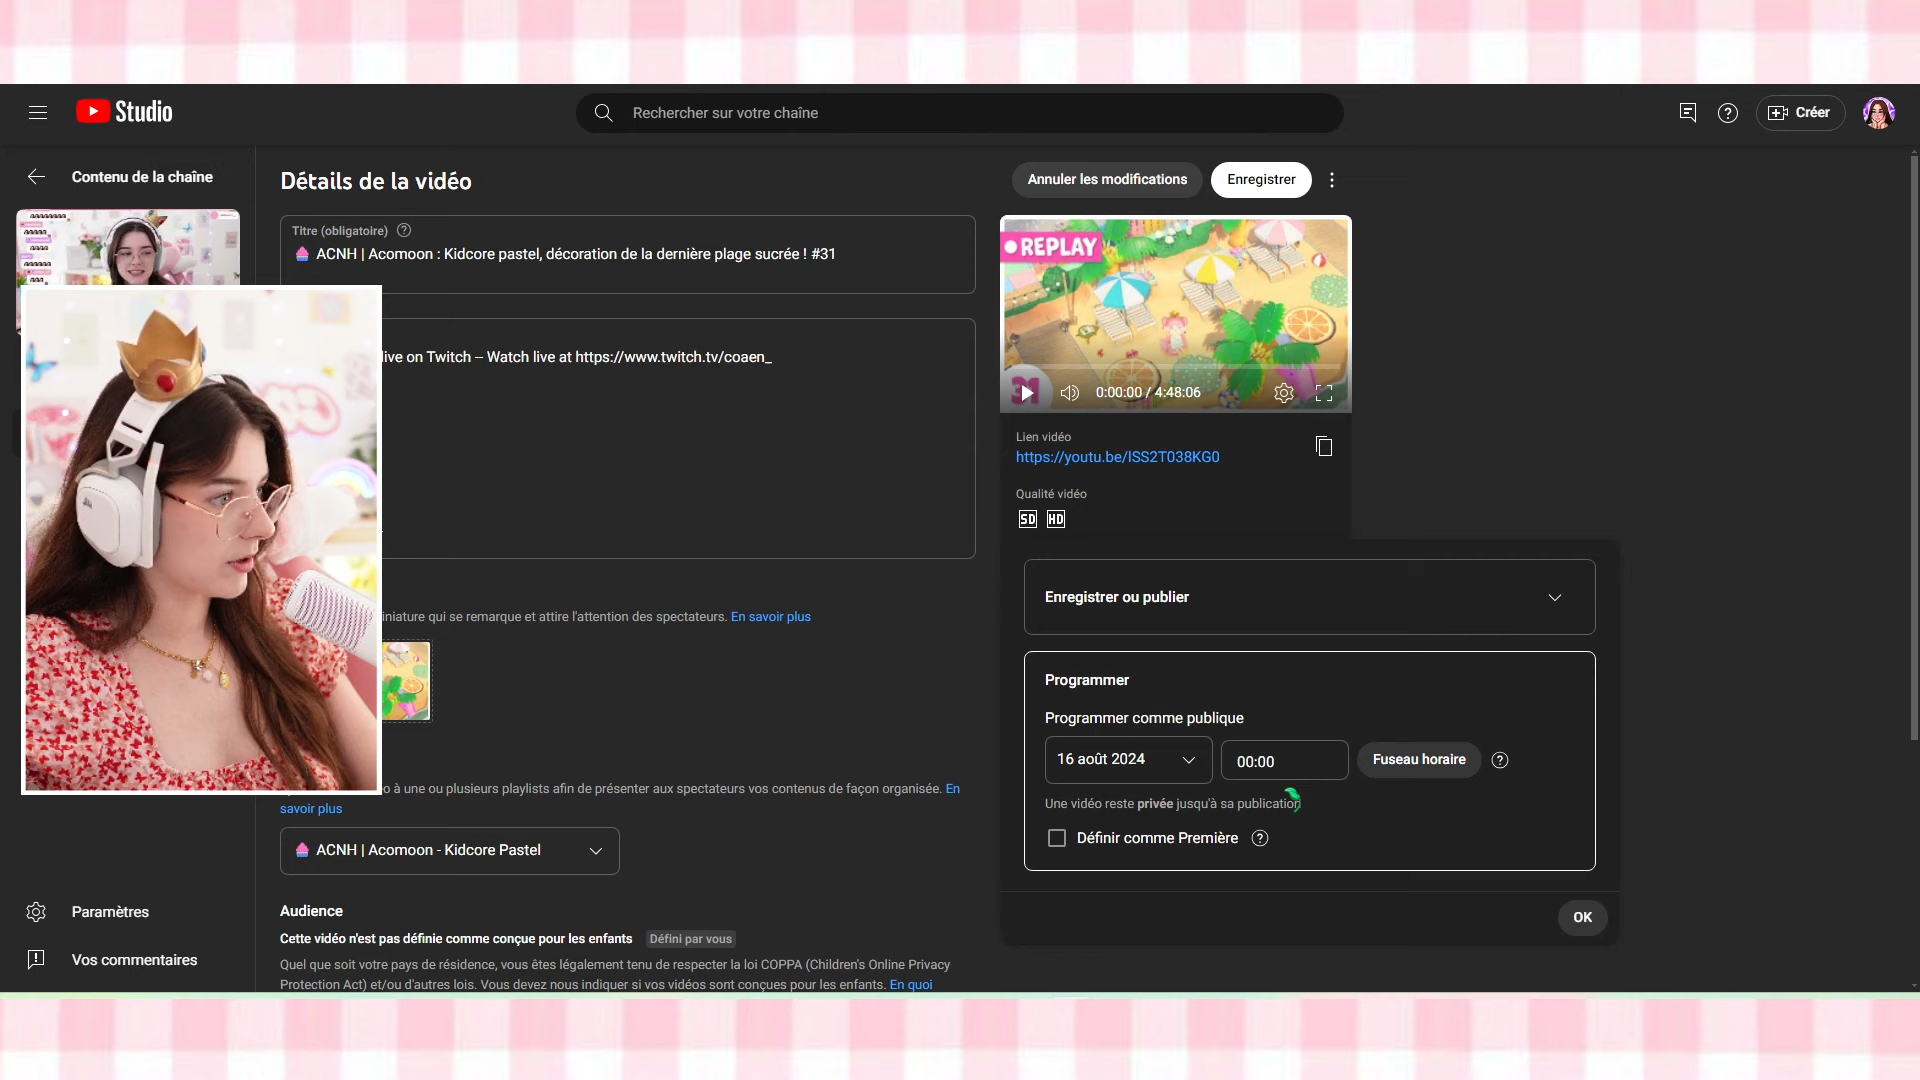 Studio
Rechercher sur votre chaîne
Créer
Contenu de la chaîne
Détails de la vidéo
Annuler les modifications
Enregistrer
Titre (obligatoire)
ACNH | Acomoon : Kidcore pastel, décoration de la dernière plage sucrée ! #31
live on Twitch -- Watch live at https://www.twitch.tv/coaen_
REPLAY
31
0:00:00 / 4:48:06
Lien vidéo
https://youtu.be/lSS2T038KG0
Qualité vidéo
SD HD
Enregistrer ou publier
Programmer
Programmer comme publique
16 août 2024
00:00
Fuseau horaire
Une vidéo reste privée jusqu'à sa publication
Définir comme Première
OK
iniature qui se remarque et attire l'attention des spectateurs. En savoir plus
o à une ou plusieurs playlists afin de présenter aux spectateurs vos contenus de façon organisée. En
savoir plus
ACNH | Acomoon - Kidcore Pastel
Audience
Cette vidéo n'est pas définie comme conçue pour les enfants
Défini par vous
Quel que soit votre pays de résidence, vous êtes légalement tenu de respecter la loi COPPA (Children's Online Privacy
Protection Act) et/ou d'autres lois. Vous devez nous indiquer si vos vidéos sont conçues pour les enfants. En quoi
Paramètres
Vos commentaires